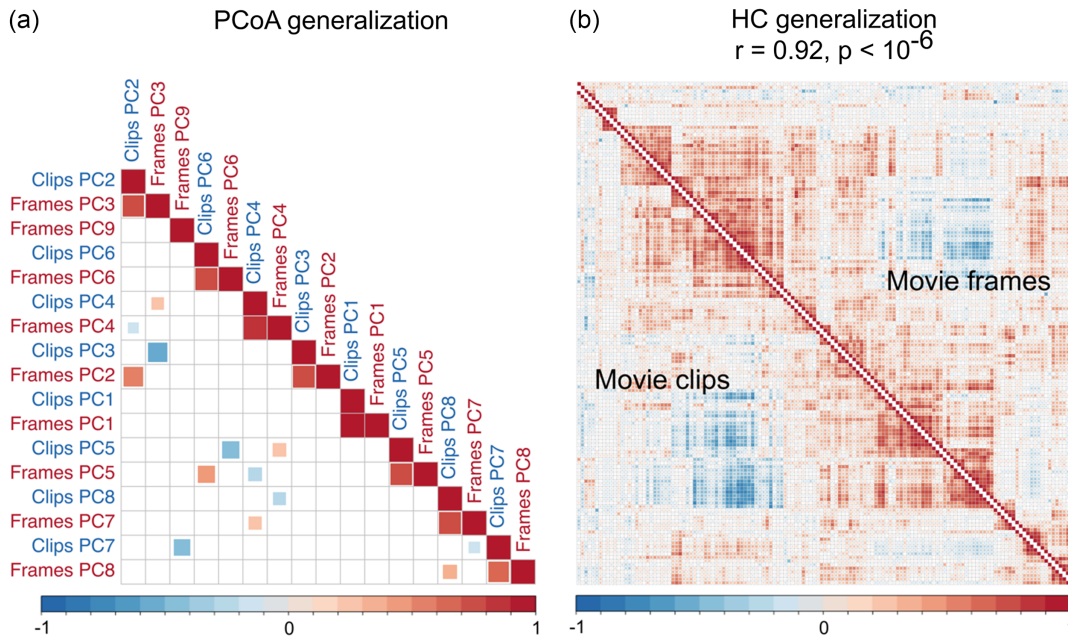 (a)
PCoA generalization
Clips PC2
Frames PC3
Frames PC9
Clips PC6
Frames PC6
Clips PC4
Frames PC4
Clips PC3
Frames PC2
Clips PC1
Frames PC1
Clips PC5
Frames PC5
Clips PC8
Frames PC7
Clips PC7
Frames PC8
Clips PC2
Frames PC3
Frames PC9
Clips PC6
Frames PC6
Clips PC4
Frames PC4
Clips PC3
Frames PC2
Clips PC1
Frames PC1
Clips PC5
Frames PC5
Clips PC8
Frames PC7
Clips PC7
Frames PC8
-1 0 1
(b)
HC generalization
r = 0.92, p < 10^-6
Movie frames
Movie clips
-1 0